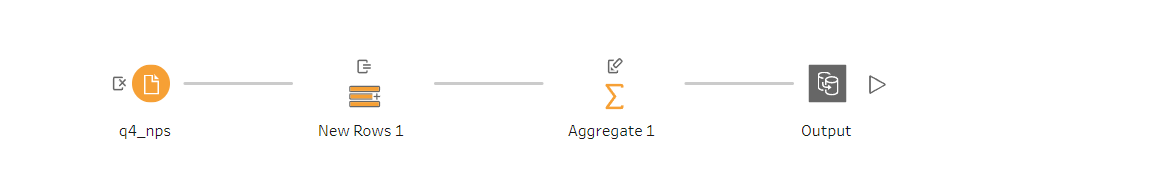 q4_nps
New Rows 1
Aggregate 1
Output